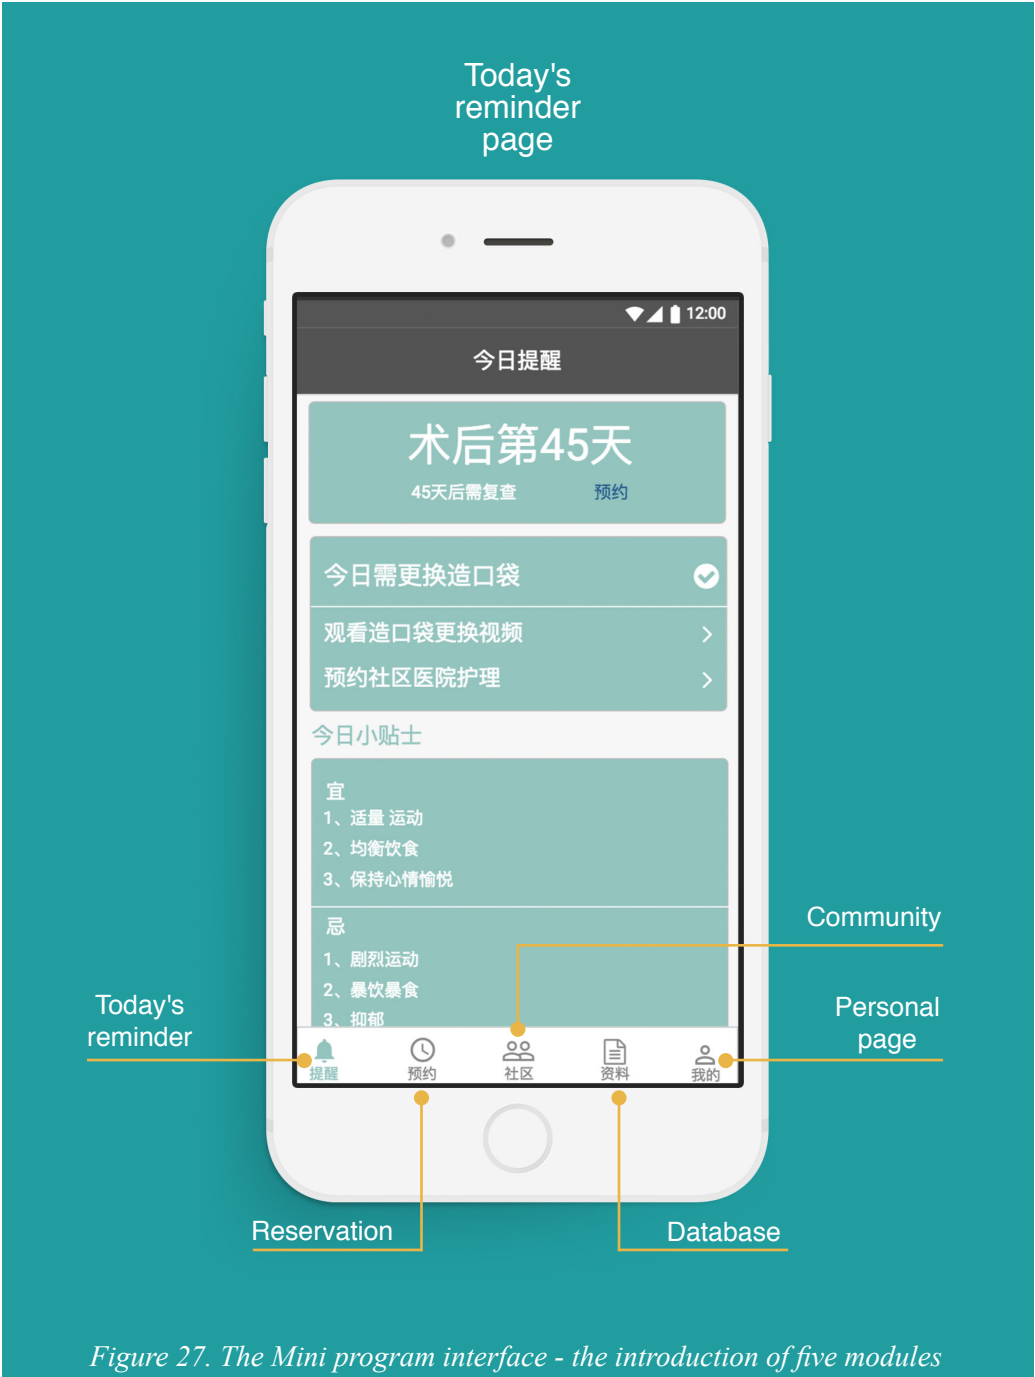 Today's
reminder
page
12:00
今日提醒
术后第45天
45天后需复查 预约
今日需更换造口袋
观看造口袋更换视频
预约社区医院护理
今日小贴士
宜
1、适量 运动
2、均衡饮食
3、保持心情愉悦
忌
1、剧烈运动
2、暴饮暴食
3、抑郁
提醒 预约 社区 资料 我的
Community
Today's
reminder
Personal
page
Reservation
Database
Figure 27. The Mini program interface - the introduction of five modules